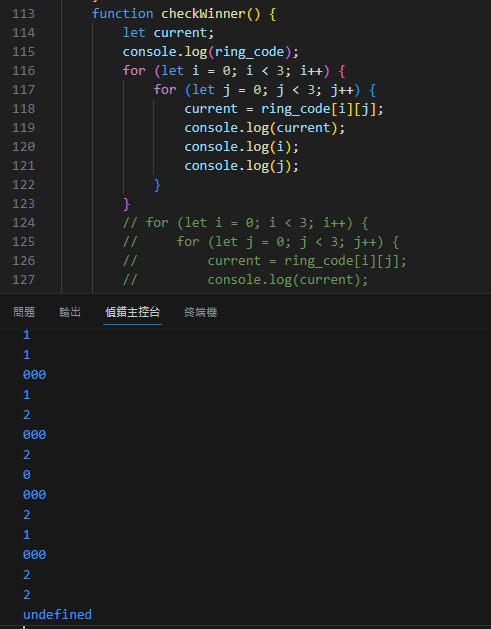 113 function checkWinner() {
114 let current;
115 console.log(ring_code);
116 for (let i = 0; i < 3; i++) {
117 for (let j = 0; j < 3; j++) {
118 current = ring_code[i][j];
119 console.log(current);
120 console.log(i);
121 console.log(j);
122 }
123 }
124 // for (let i = 0; i < 3; i++) {
125 //     for (let j = 0; j < 3; j++) {
126 //         current = ring_code[i][j];
127 //         console.log(current);
問題 輸出 偵錯主控台 終端機
1
1
000
1
2
000
2
0
000
2
1
000
2
2
undefined